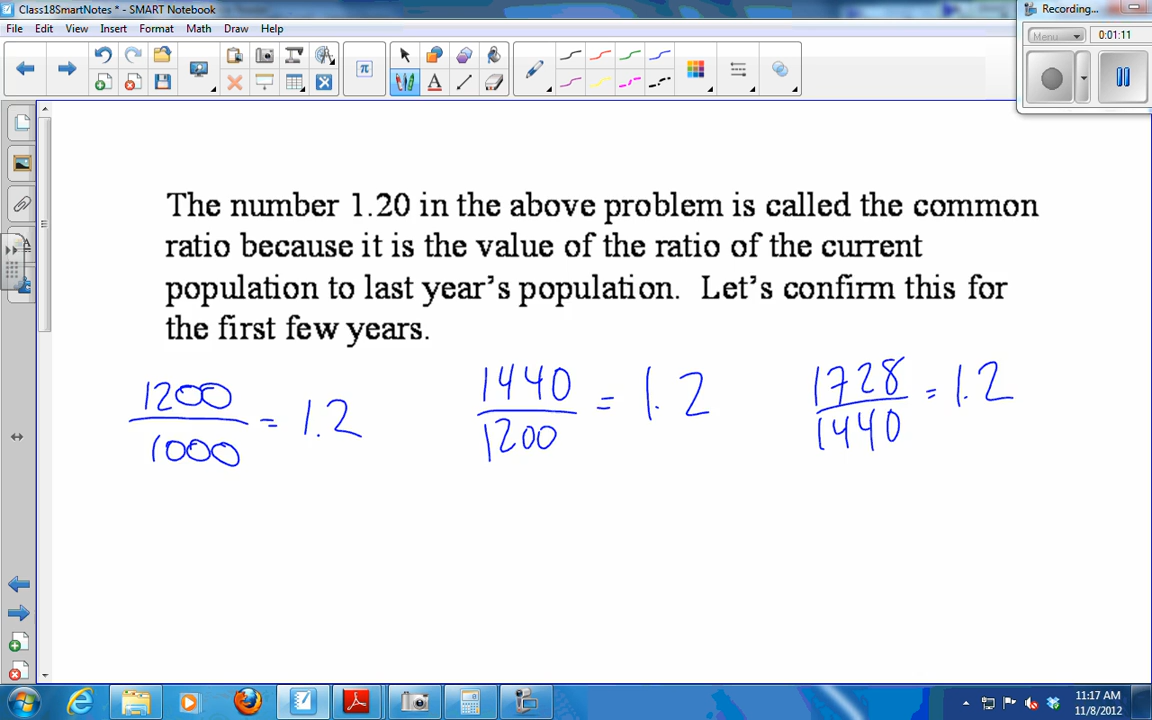 Class18SmartNotes * - SMART Notebook
Recording...
File Edit View Insert Format Math Draw Help
Menu
0:01:11
π
A
The number 1.20 in the above problem is called the common
ratio because it is the value of the ratio of the current
population to last year's population. Let's confirm this for
the first few years.
1200/1000 = 1.2
1440/1200 = 1.2
1728/1440 = 1.2
11:17 AM
11/8/2012